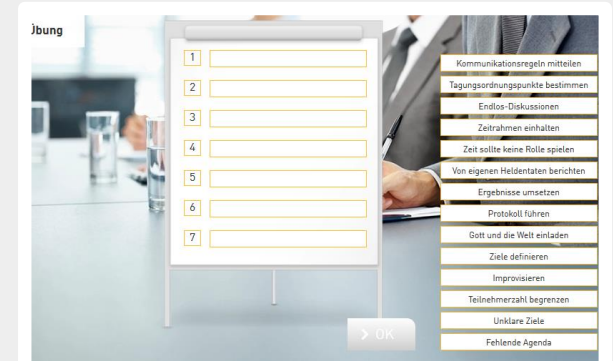 Übung
1
2
3
4
5
6
7
> OK
Kommunikationsregeln mitteilen
Tagungsordnungspunkte bestimmen
Endlos-Diskussionen
Zeitrahmen einhalten
Zeit sollte keine Rolle spielen
Von eigenen Heldentaten berichten
Ergebnisse umsetzen
Protokoll führen
Gott und die Welt einladen
Ziele definieren
Improvisieren
Teilnehmerzahl begrenzen
Unklare Ziele
Fehlende Agenda